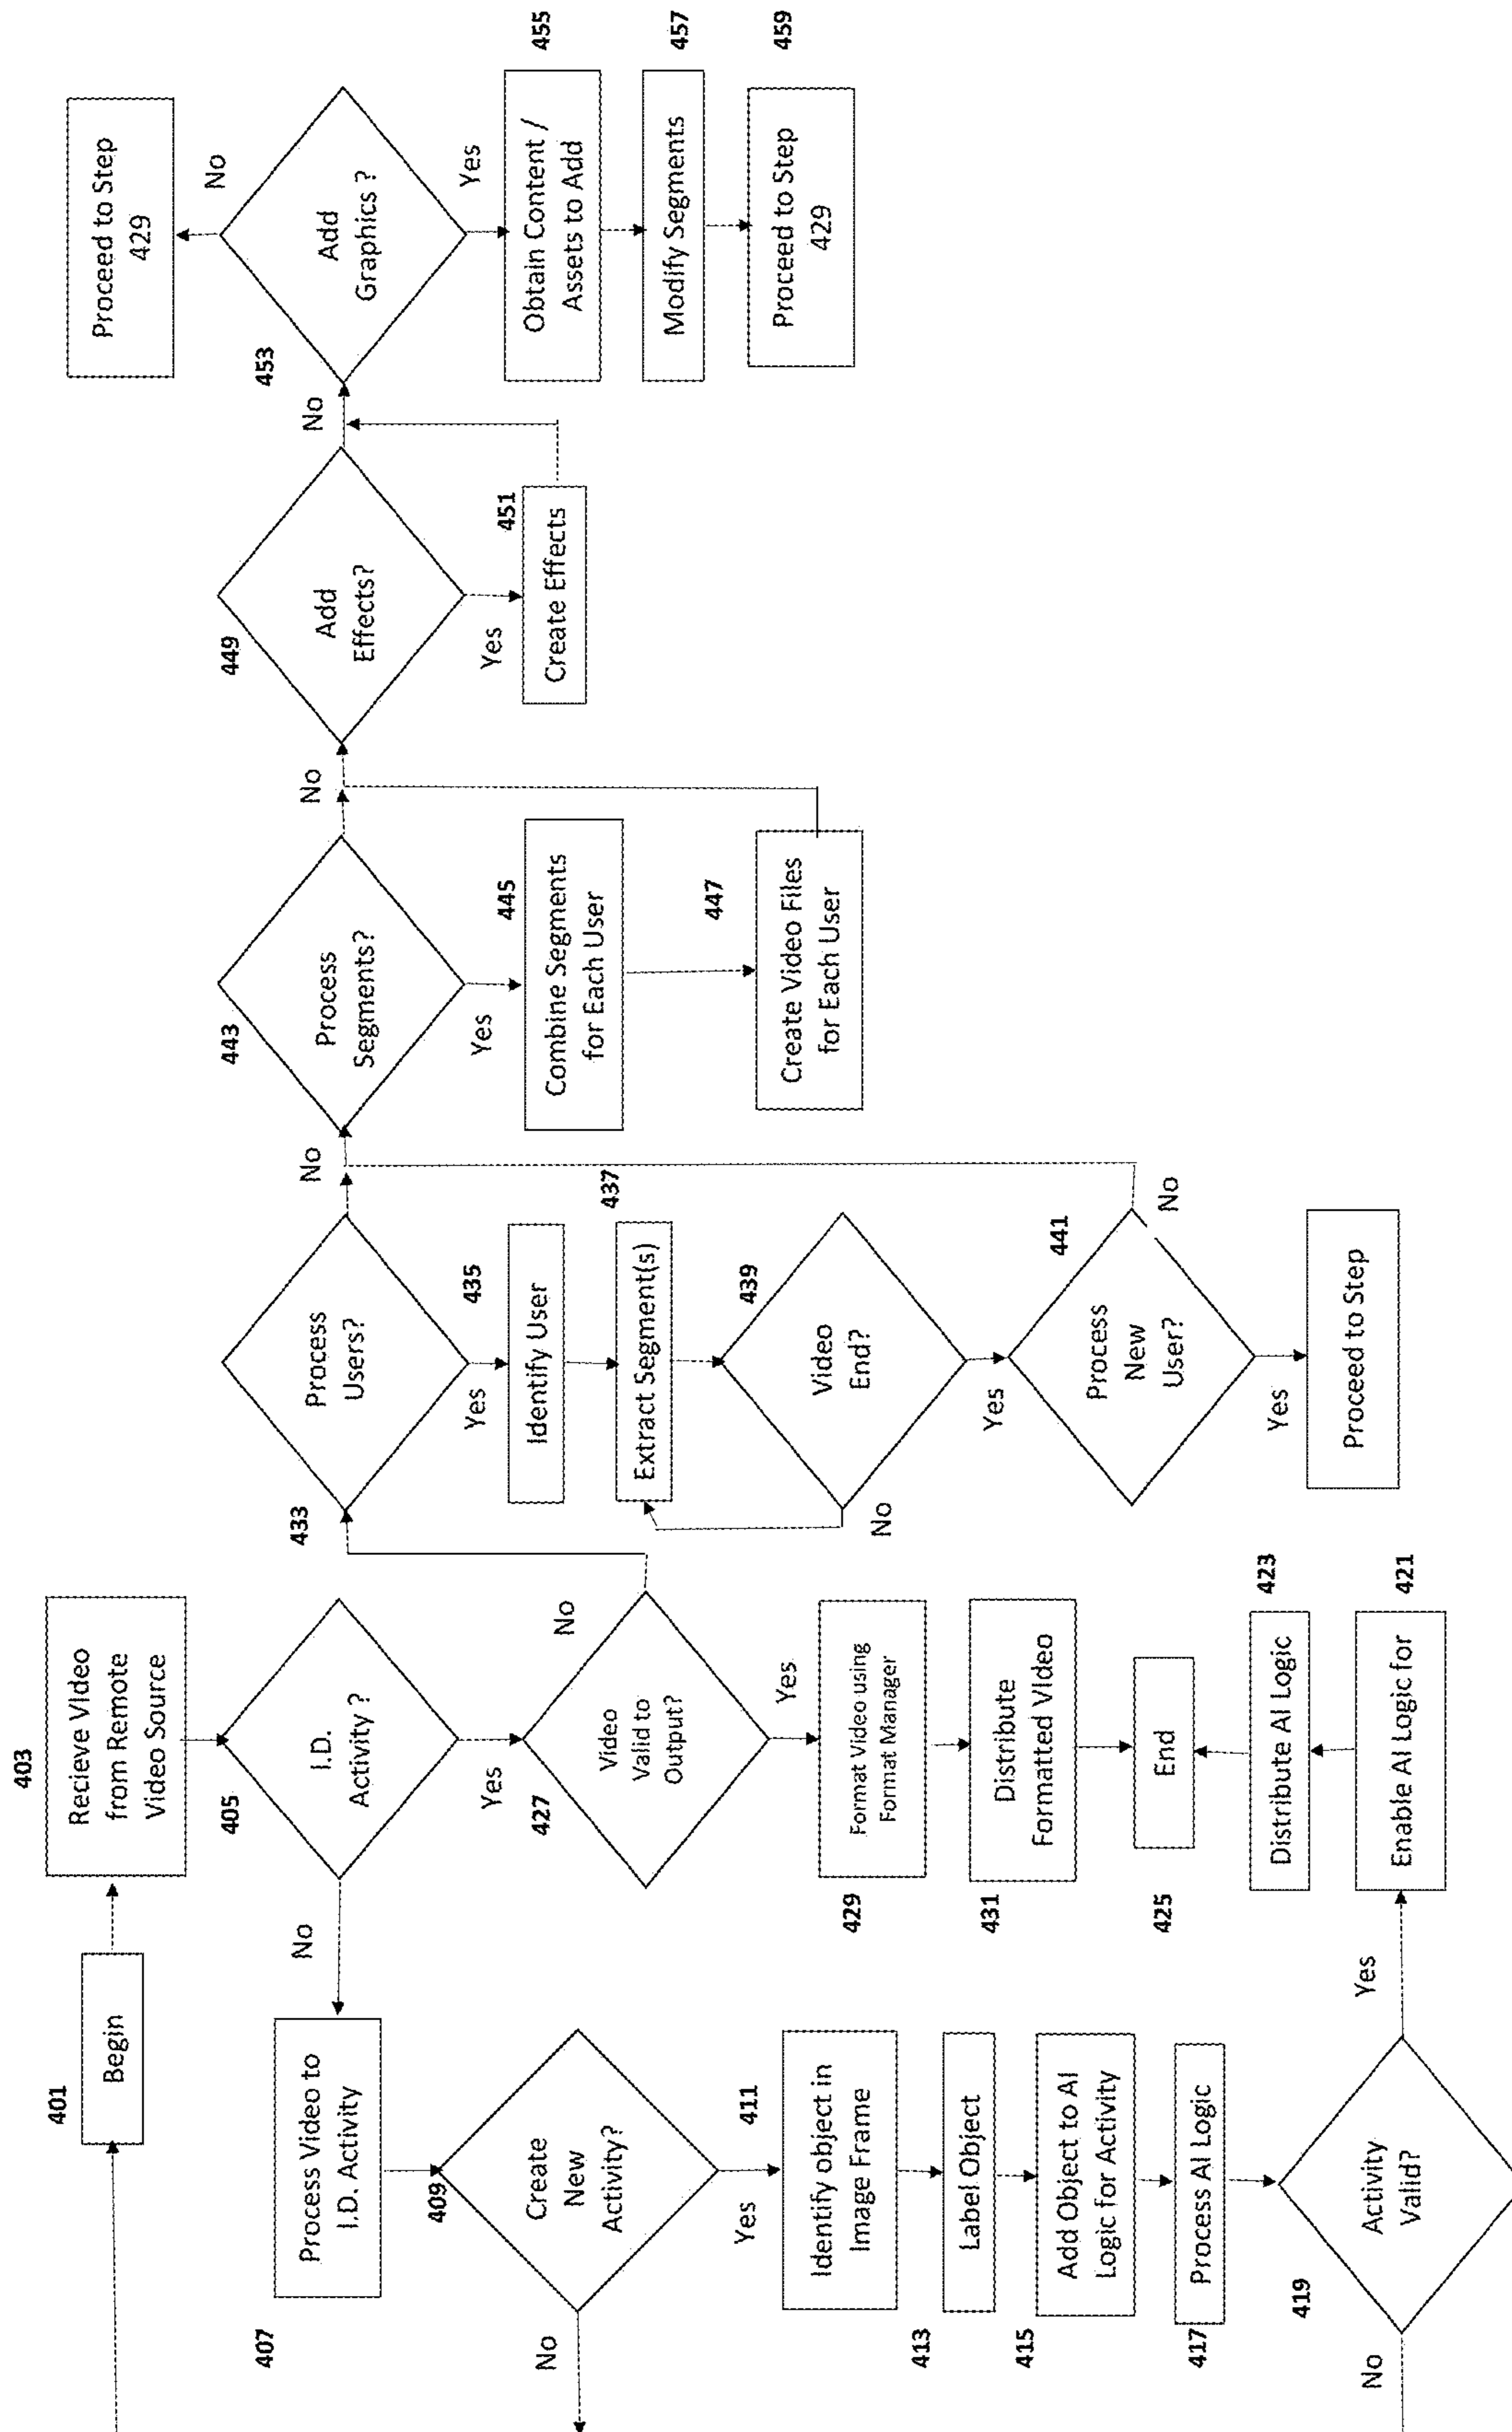 401
Begin
403
Recieve Video
from Remote
Video Source
405
I.D.
Activity ?
No
Yes
407
Process Video to
I.D. Activity
409
Create
New
Activity?
No
Yes
411
Identify object in
Image Frame
413
Label Object
415
Add Object to AI
Logic for Activity
417
Process AI Logic
419
Activity
Valid?
No
Yes
421
Enable AI Logic for
423
Distribute AI Logic
425
End
427
Video
Valid to
Output?
No
Yes
429
Format Video using
Format Manager
431
Distribute
Formatted Video
433
Process
Users?
No
Yes
435
Identify User
437
Extract Segment(s)
439
Video
End?
No
Yes
441
Process
New
User?
No
Yes
Proceed to Step
443
Process
Segments?
No
Yes
445
Combine Segments
for Each User
447
Create Video Files
for Each User
449
Add
Effects?
No
Yes
451
Create Effects
453
Add
Graphics ?
No
Proceed to Step
429
Yes
455
Obtain Content /
Assets to Add
457
Modify Segments
459
Proceed to Step
429